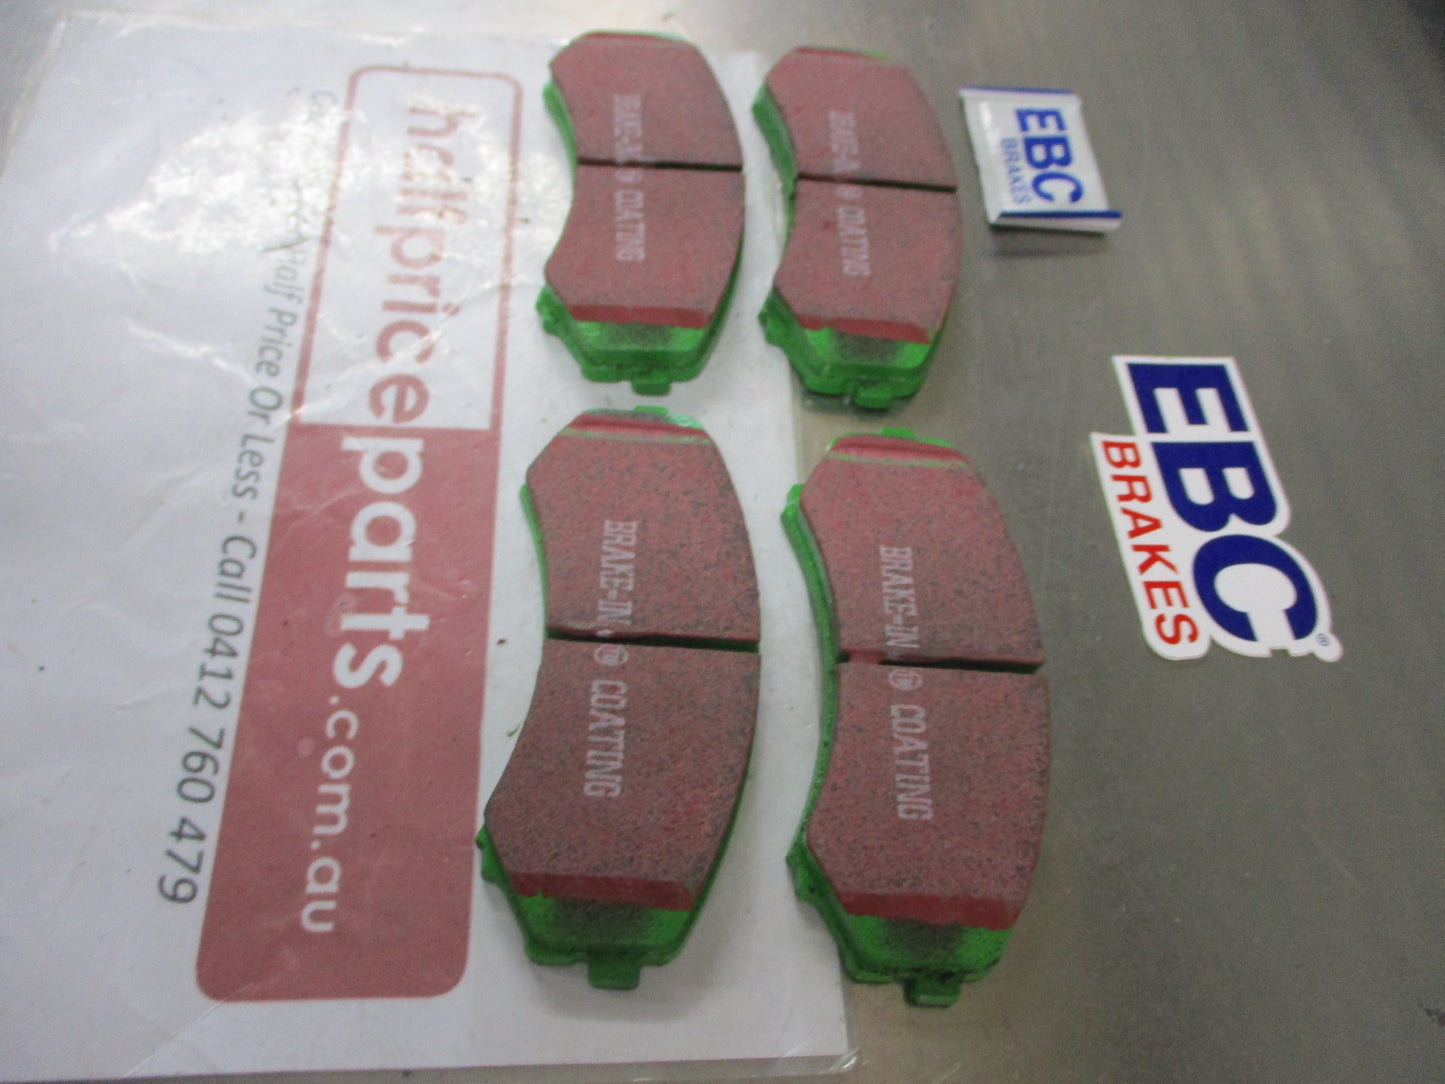 halfpriceparts.com.au
Half Price Or Less - Call 0412 760 479
BRAKE-IN ® COATING
BRAKE-IN ® COATING
BRAKE-IN ® COATING
BRAKE-IN ® COATING
EBC
BRAKES
EBC®
BRAKES